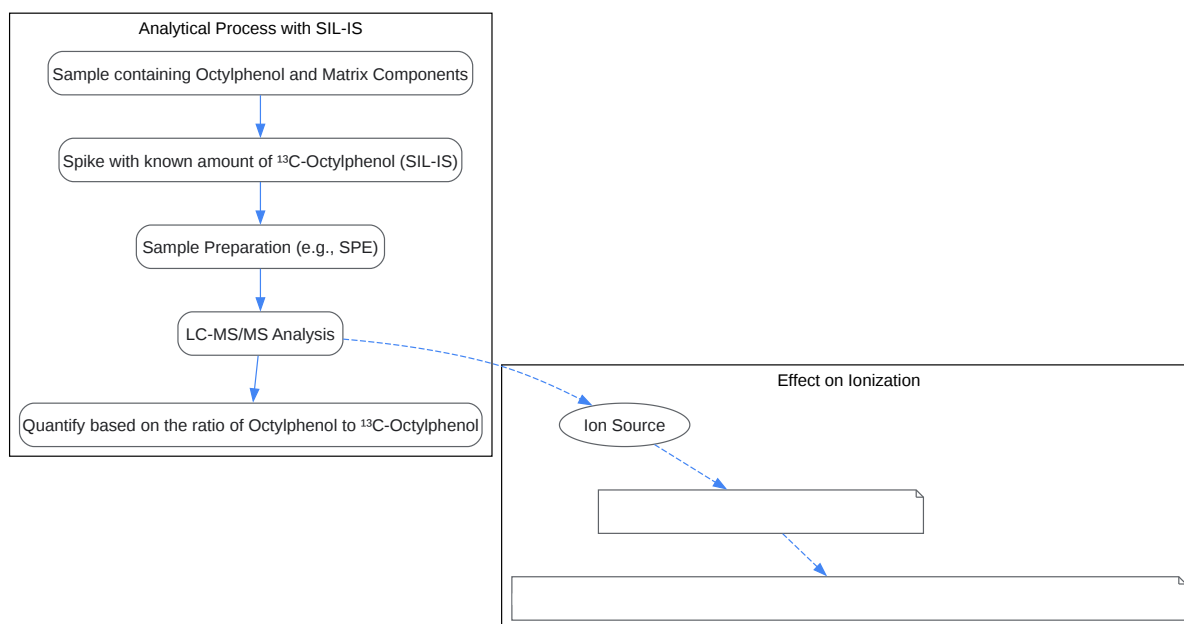 Analytical Process with SIL-IS
Sample containing Octylphenol and Matrix Components
Spike with known amount of ¹³C-Octylphenol (SIL-IS)
Sample Preparation (e.g., SPE)
LC-MS/MS Analysis
Quantify based on the ratio of Octylphenol to ¹³C-Octylphenol
Effect on Ionization
Ion Source